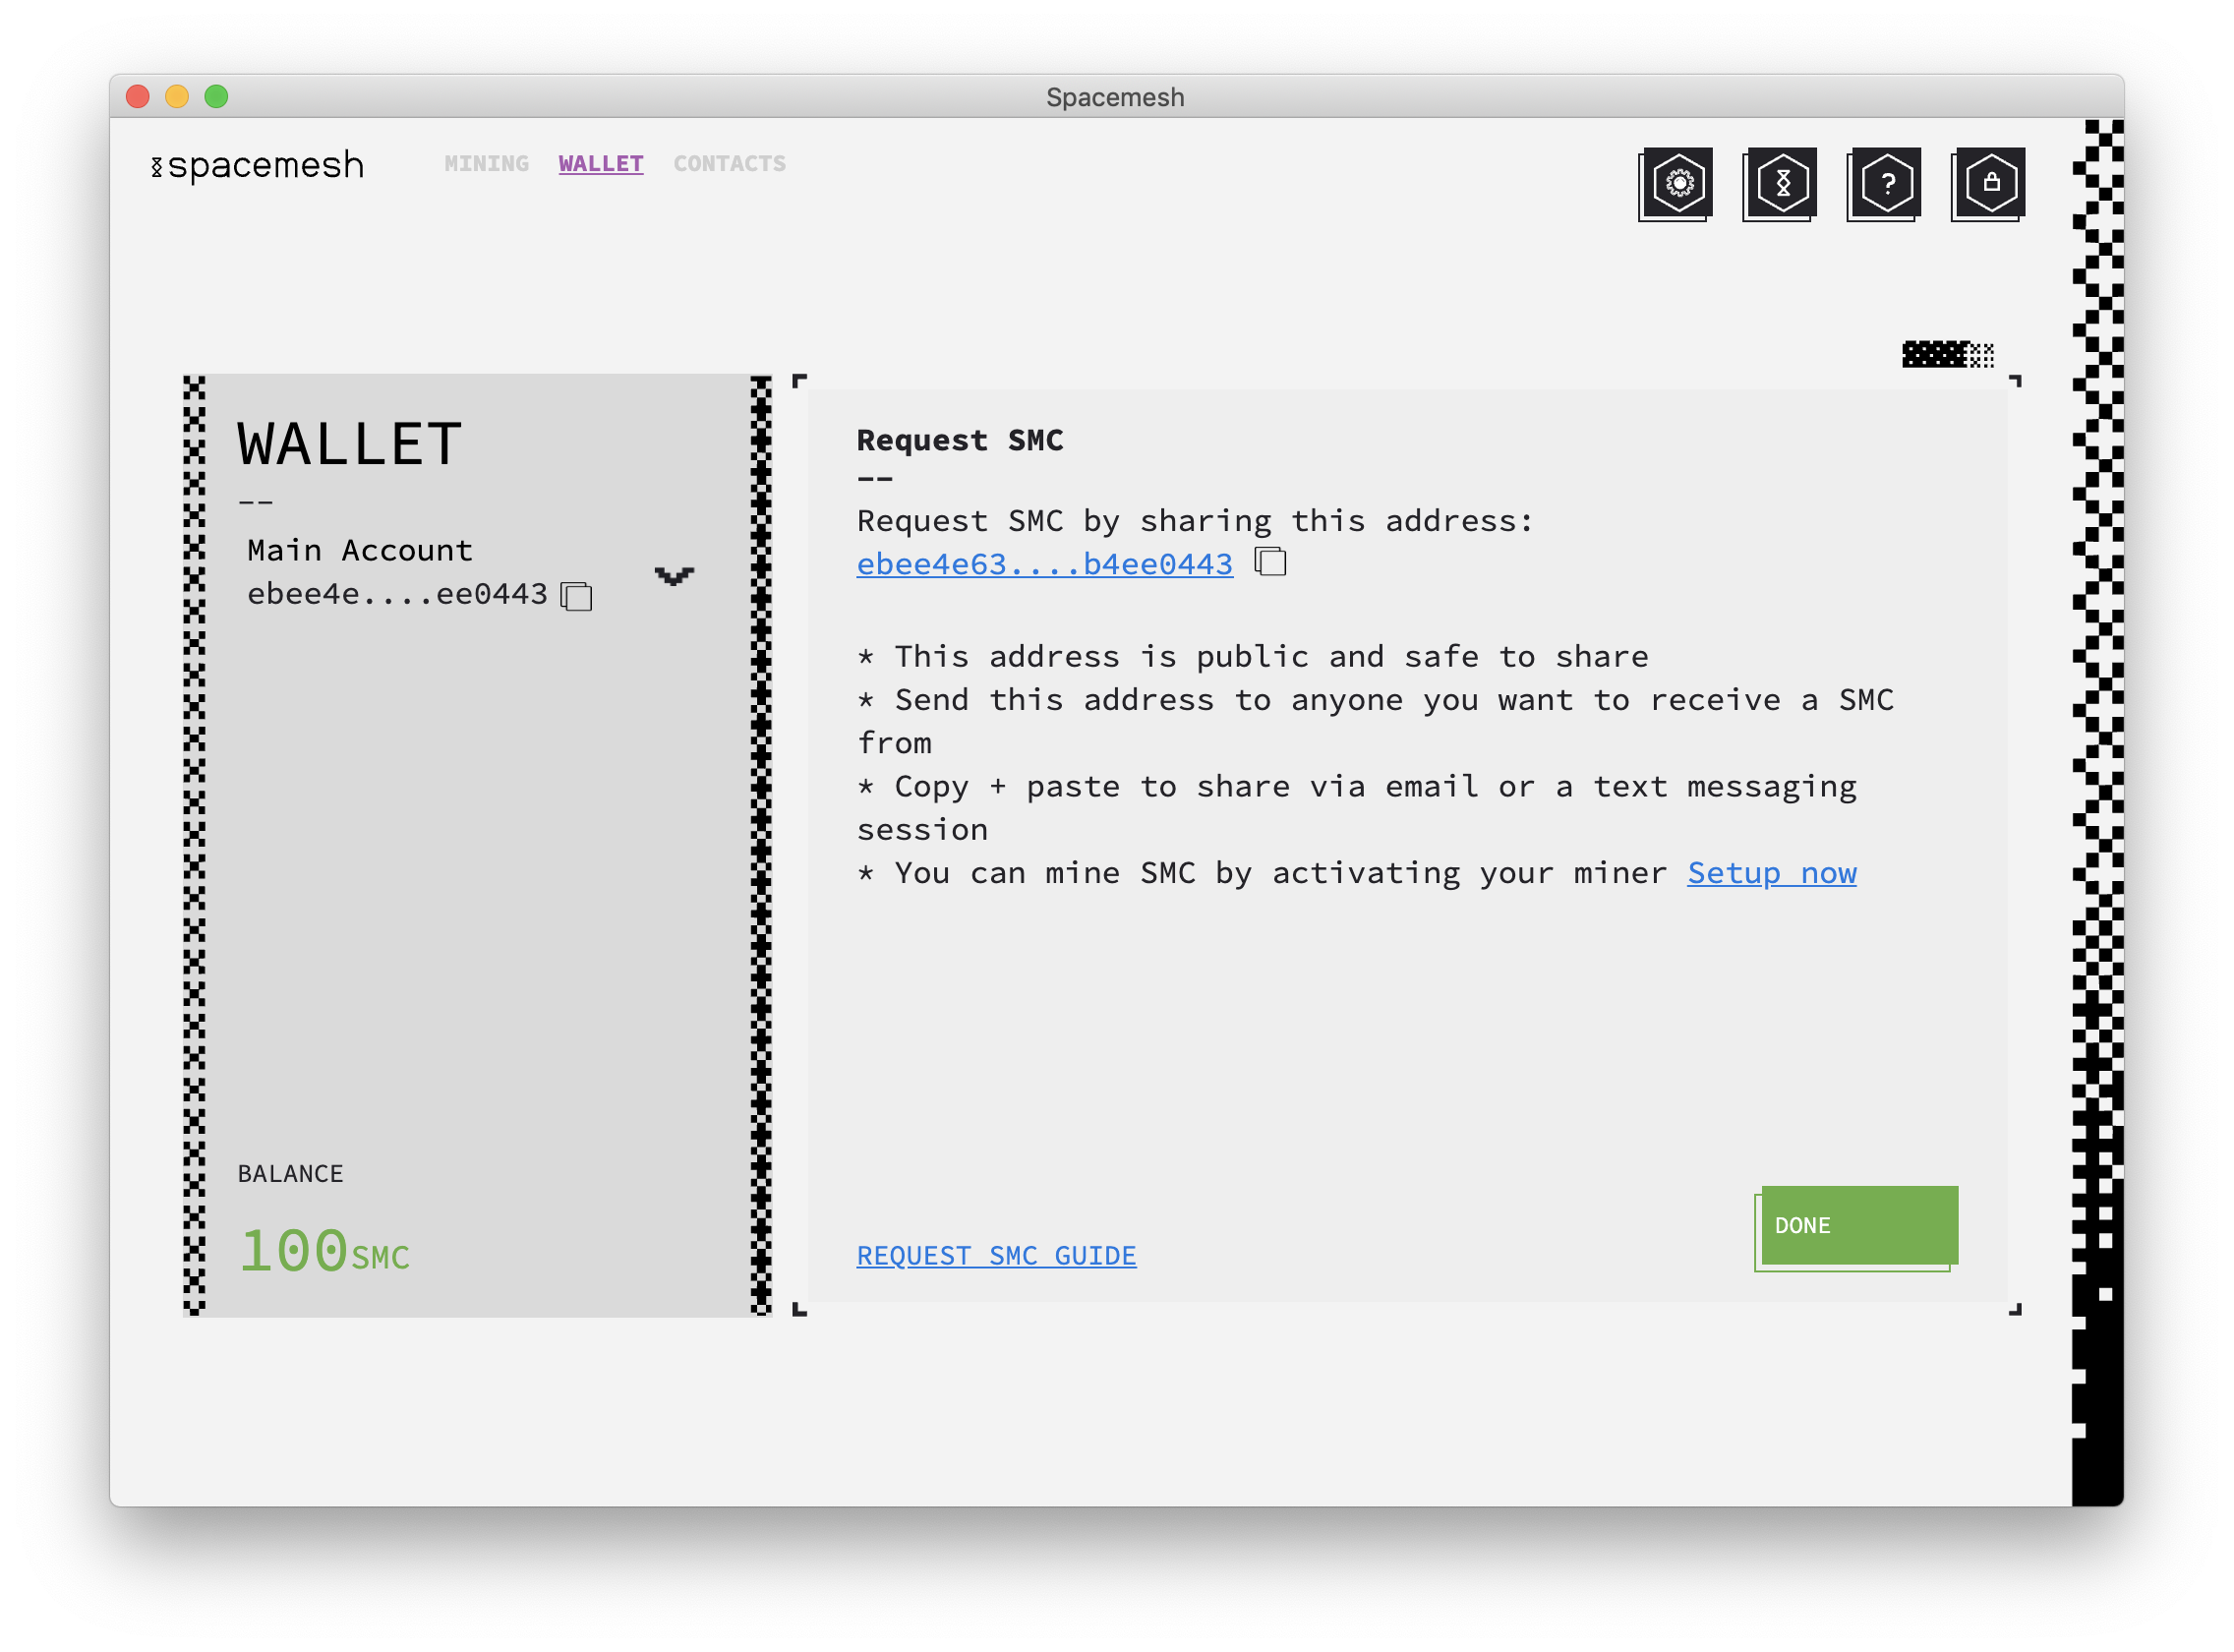 Spacemesh
spacemesh
MINING WALLET CONTACTS
?
WALLET
--
Main Account
ebee4e....ee0443
BALANCE
100SMC
Request SMC
--
Request SMC by sharing this address:
ebee4e63....b4ee0443
* This address is public and safe to share
* Send this address to anyone you want to receive a SMC
from
* Copy + paste to share via email or a text messaging
session
* You can mine SMC by activating your miner Setup now
REQUEST SMC GUIDE
DONE